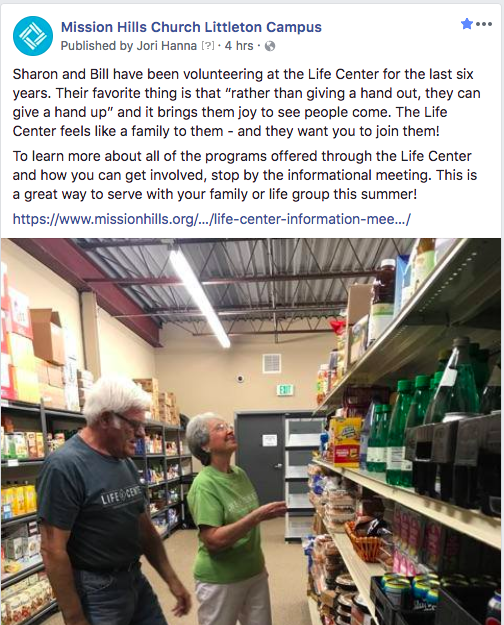 Mission Hills Church Littleton Campus
Published by Jori Hanna [?] · 4 hrs ·
Sharon and Bill have been volunteering at the Life Center for the last six
years. Their favorite thing is that “rather than giving a hand out, they can
give a hand up” and it brings them joy to see people come. The Life
Center feels like a family to them - and they want you to join them!
To learn more about all of the programs offered through the Life Center
and how you can get involved, stop by the informational meeting. This is
a great way to serve with your family or life group this summer!
https://www.missionhills.org/.../life-center-information-mee.../
LIFE CENTER